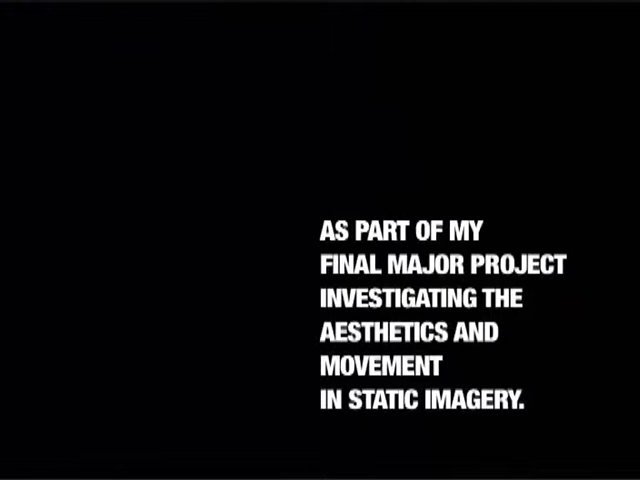 AS PART OF MY
FINAL MAJOR PROJECT
INVESTIGATING THE
AESTHETICS AND
MOVEMENT
IN STATIC IMAGERY.